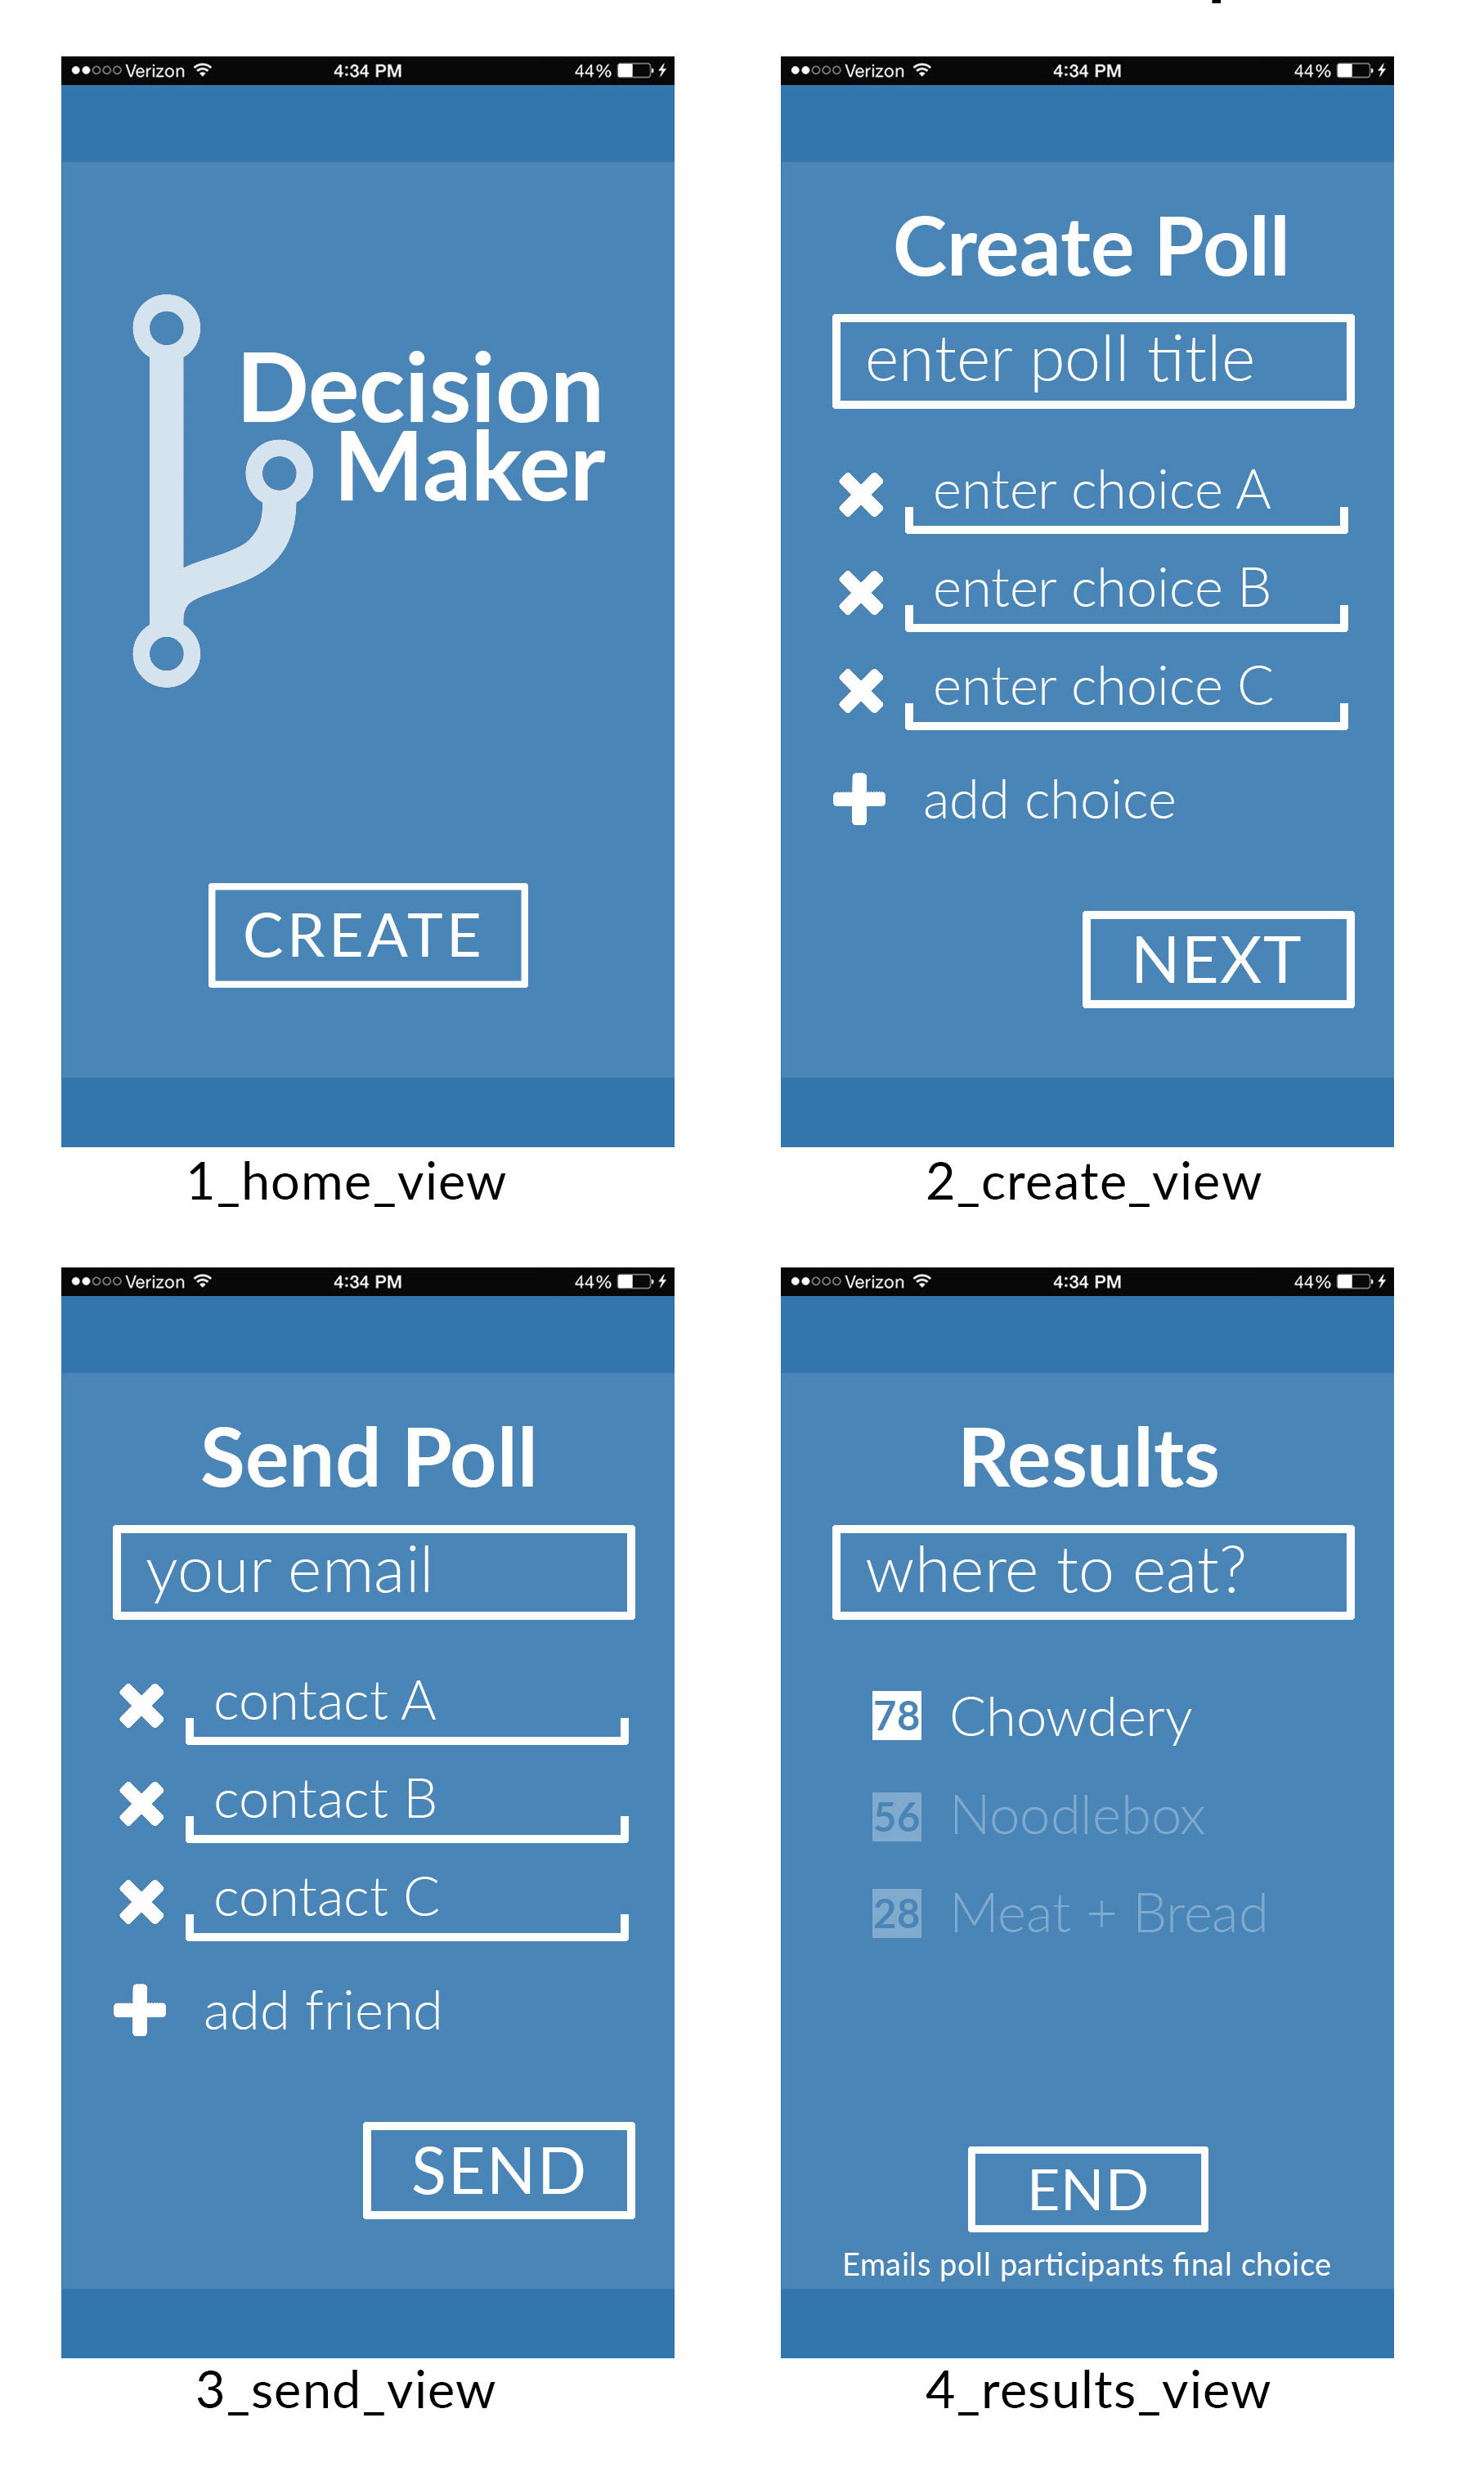 Verizon 4:34 PM 44%
Decision
Maker
CREATE
1_home_view
Verizon 4:34 PM 44%
Create Poll
enter poll title
enter choice A
enter choice B
enter choice C
add choice
NEXT
2_create_view
Verizon 4:34 PM 44%
Send Poll
your email
contact A
contact B
contact C
add friend
SEND
3_send_view
Verizon 4:34 PM 44%
Results
where to eat?
78 Chowdery
56 Noodlebox
28 Meat + Bread
END
Emails poll participants final choice
4_results_view